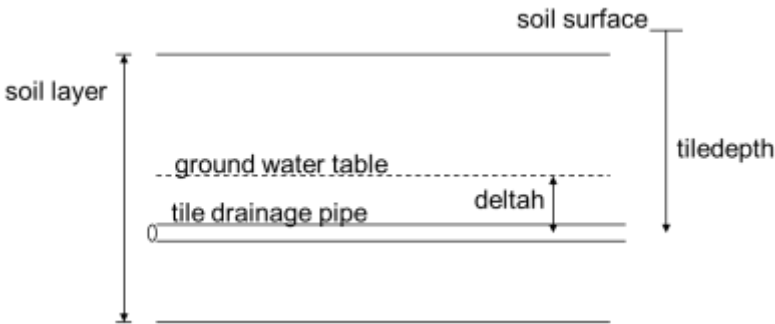 soil surface
soil layer
tiledepth
ground water table
deltah
tile drainage pipe